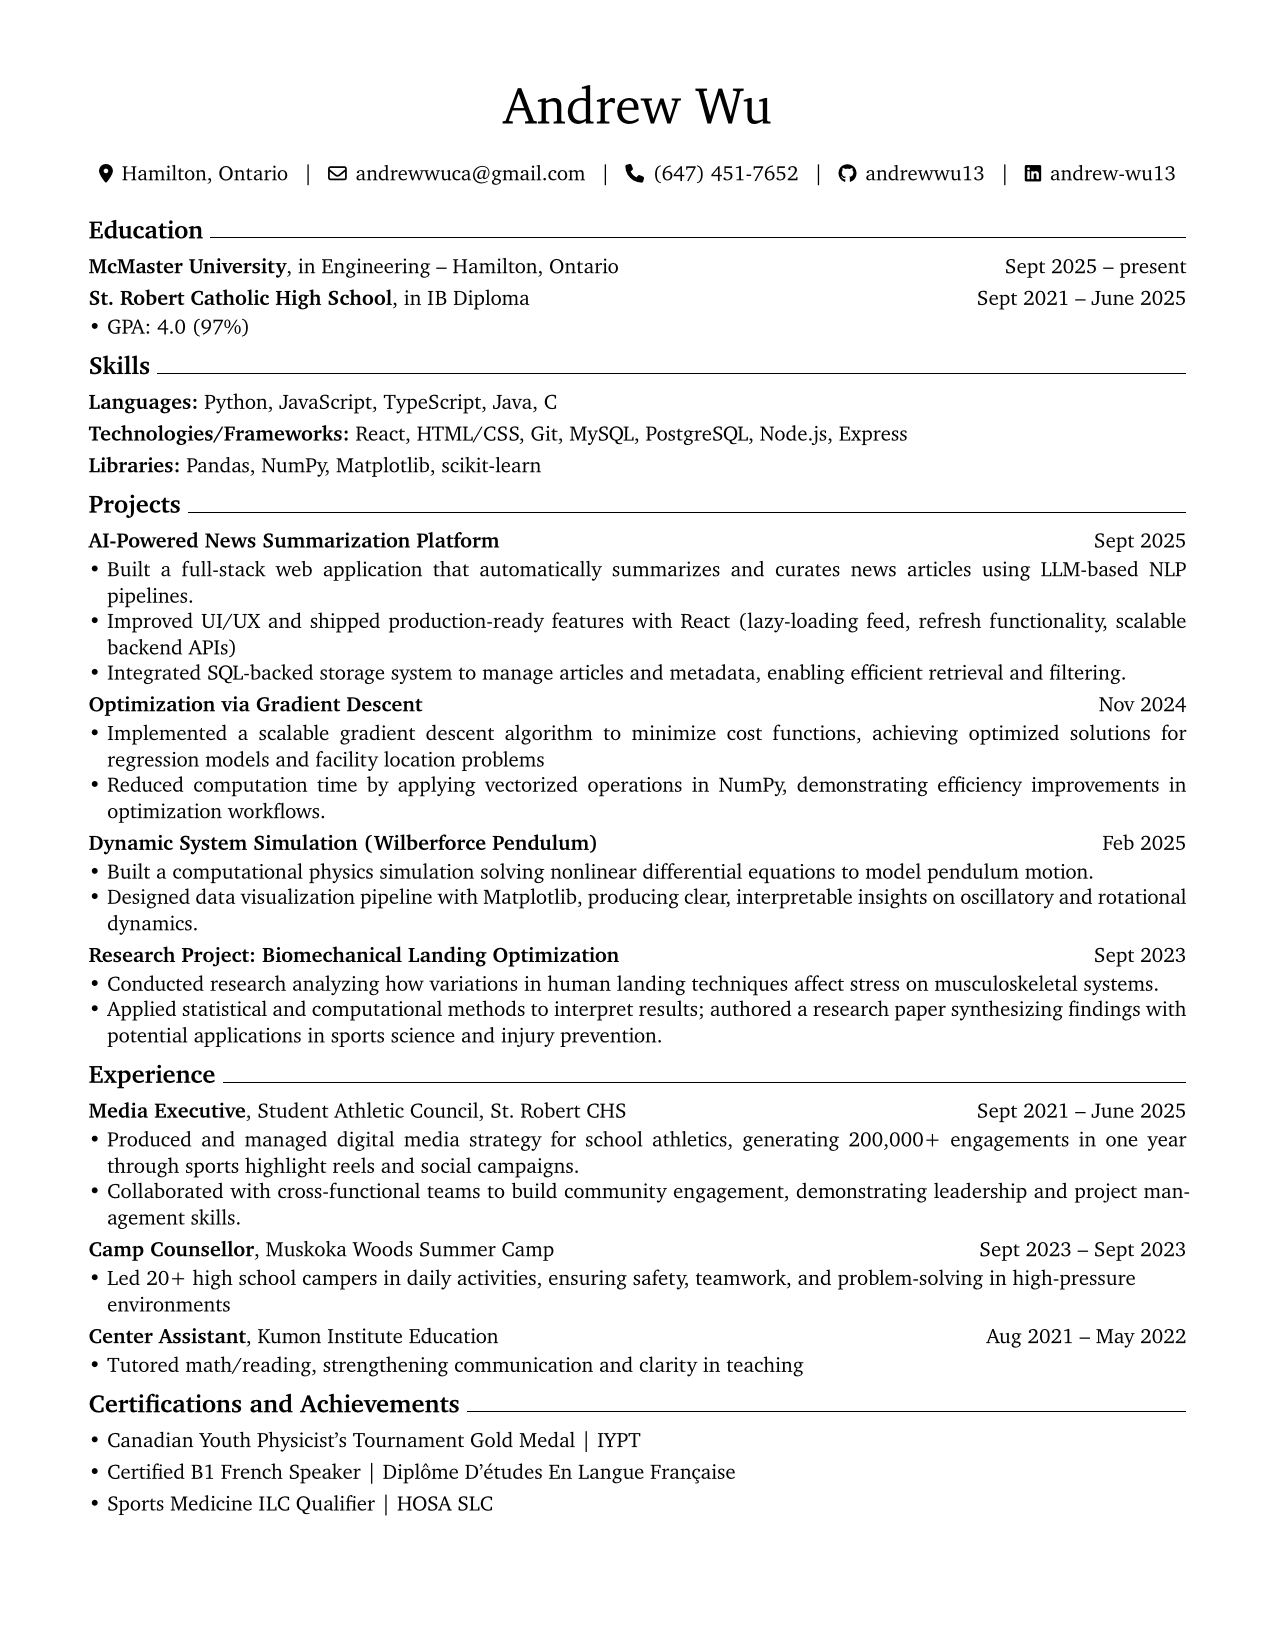 Andrew Wu
Hamilton, Ontario | andrewwuca@gmail.com | (647) 451-7652 | andrewwu13 | andrew-wu13
Education
McMaster University, in Engineering – Hamilton, Ontario Sept 2025 – present
St. Robert Catholic High School, in IB Diploma Sept 2021 – June 2025
• GPA: 4.0 (97%)
Skills
Languages: Python, JavaScript, TypeScript, Java, C
Technologies/Frameworks: React, HTML/CSS, Git, MySQL, PostgreSQL, Node.js, Express
Libraries: Pandas, NumPy, Matplotlib, scikit-learn
Projects
AI-Powered News Summarization Platform Sept 2025
• Built a full-stack web application that automatically summarizes and curates news articles using LLM-based NLP
pipelines.
• Improved UI/UX and shipped production-ready features with React (lazy-loading feed, refresh functionality, scalable
backend APIs)
• Integrated SQL-backed storage system to manage articles and metadata, enabling efficient retrieval and filtering.
Optimization via Gradient Descent Nov 2024
• Implemented a scalable gradient descent algorithm to minimize cost functions, achieving optimized solutions for
regression models and facility location problems
• Reduced computation time by applying vectorized operations in NumPy, demonstrating efficiency improvements in
optimization workflows.
Dynamic System Simulation (Wilberforce Pendulum) Feb 2025
• Built a computational physics simulation solving nonlinear differential equations to model pendulum motion.
• Designed data visualization pipeline with Matplotlib, producing clear, interpretable insights on oscillatory and rotational
dynamics.
Research Project: Biomechanical Landing Optimization Sept 2023
• Conducted research analyzing how variations in human landing techniques affect stress on musculoskeletal systems.
• Applied statistical and computational methods to interpret results; authored a research paper synthesizing findings with
potential applications in sports science and injury prevention.
Experience
Media Executive, Student Athletic Council, St. Robert CHS Sept 2021 – June 2025
• Produced and managed digital media strategy for school athletics, generating 200,000+ engagements in one year
through sports highlight reels and social campaigns.
• Collaborated with cross-functional teams to build community engagement, demonstrating leadership and project man-
agement skills.
Camp Counsellor, Muskoka Woods Summer Camp Sept 2023 – Sept 2023
• Led 20+ high school campers in daily activities, ensuring safety, teamwork, and problem-solving in high-pressure
environments
Center Assistant, Kumon Institute Education Aug 2021 – May 2022
• Tutored math/reading, strengthening communication and clarity in teaching
Certifications and Achievements
• Canadian Youth Physicist’s Tournament Gold Medal | IYPT
• Certified B1 French Speaker | Diplôme D’études En Langue Française
• Sports Medicine ILC Qualifier | HOSA SLC